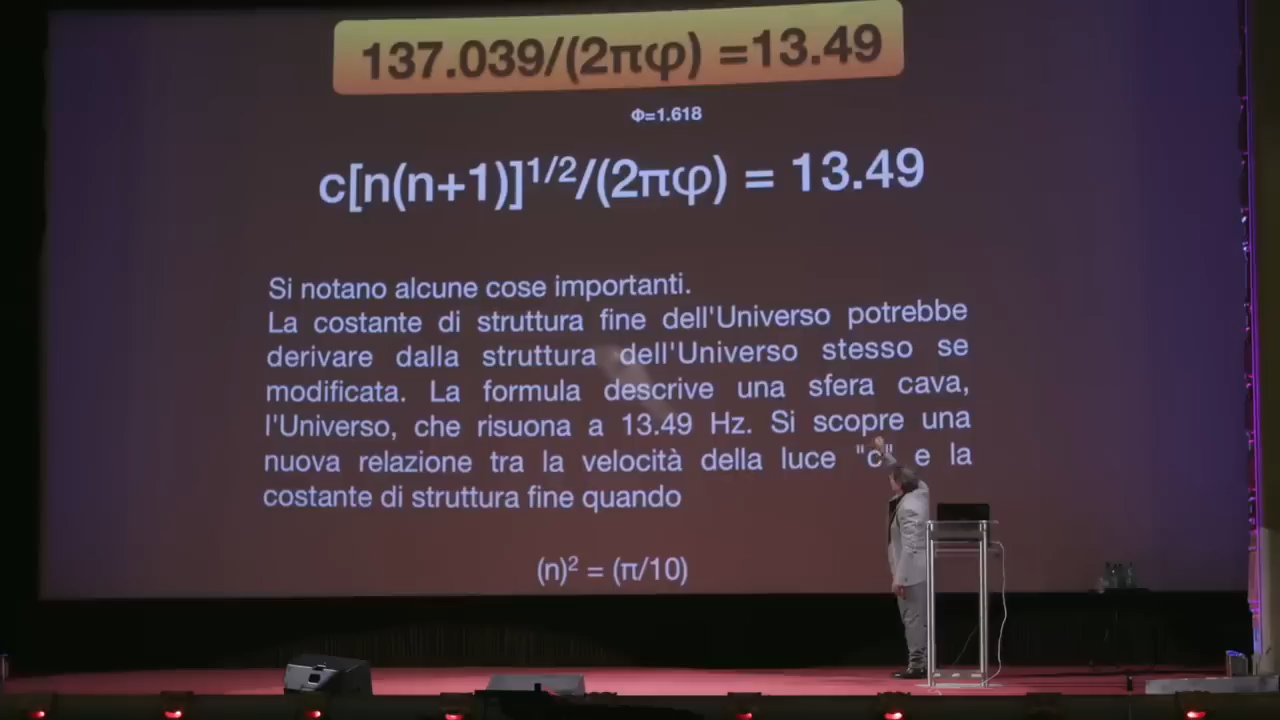 137.039/(2πφ) =13.49
Φ=1.618
c[n(n+1)]¹/²/(2πφ) = 13.49
Si notano alcune cose importanti.
La costante di struttura fine dell'Universo potrebbe
derivare dalla struttura dell'Universo stesso se
modificata. La formula descrive una sfera cava,
l'Universo, che risuona a 13.49 Hz. Si scopre una
nuova relazione tra la velocità della luce "c" e la
costante di struttura fine quando
(n)² = (π/10)